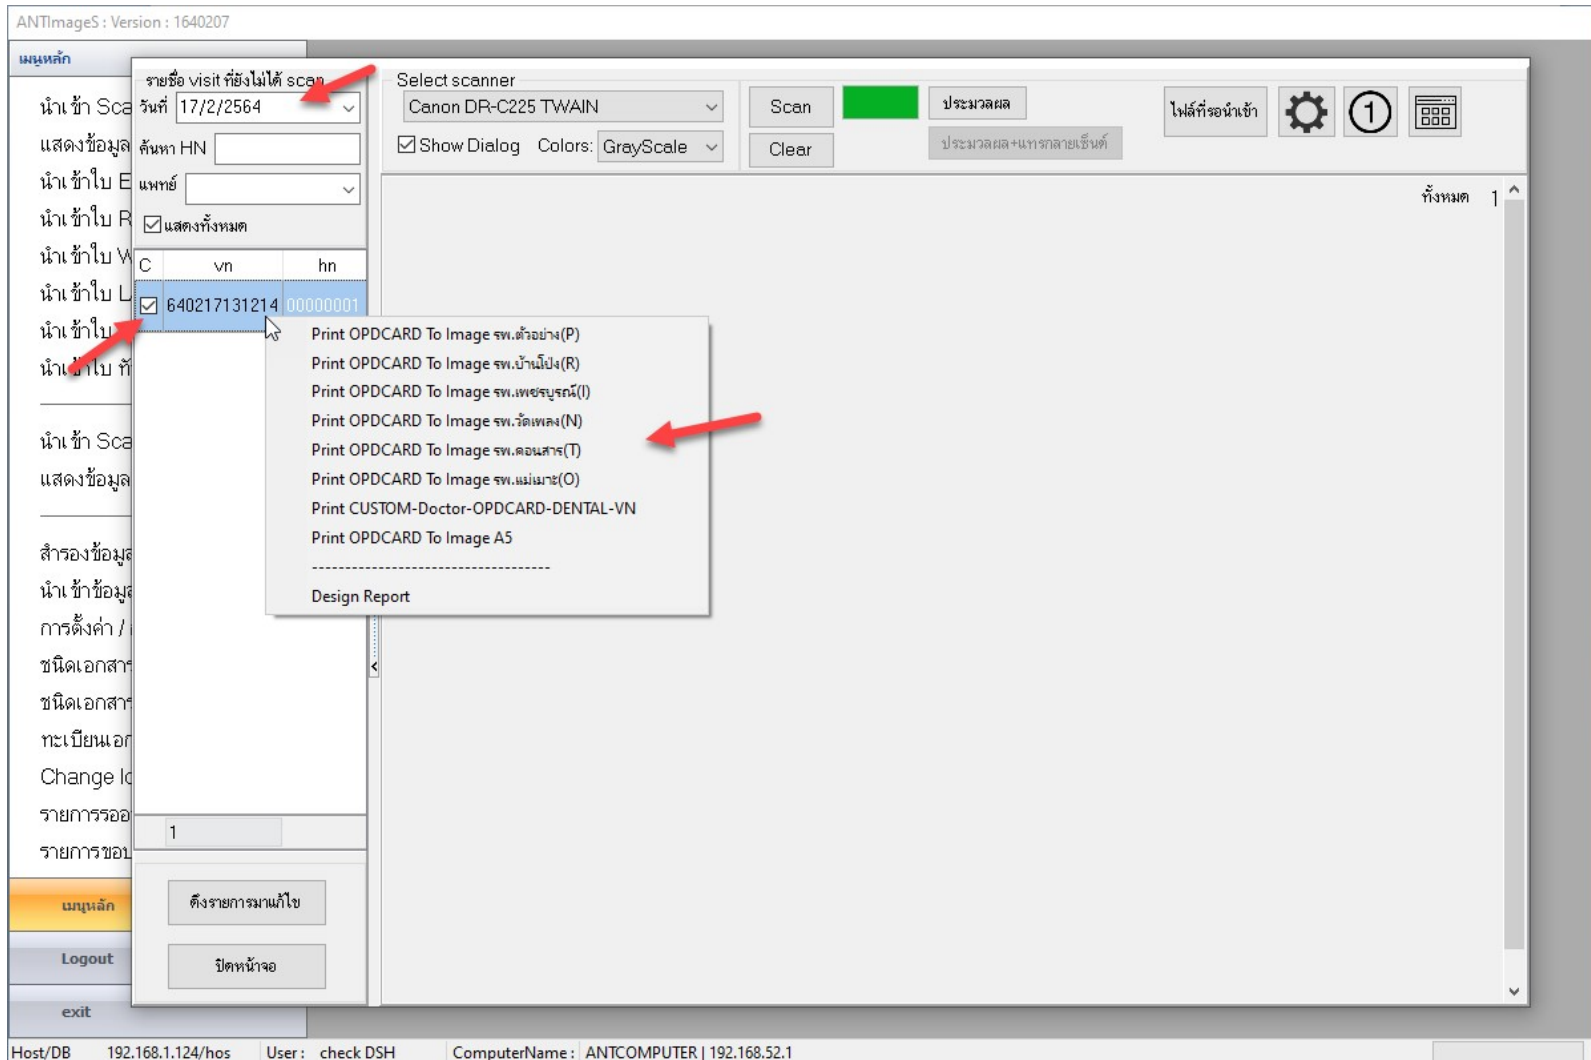 ANTImageS : Version : 1640207
เมนูหลัก
นำเข้า Sca
แสดงข้อมูล
นำเข้าใบ E
นำเข้าใบ R
นำเข้าใบ W
นำเข้าใบ L
นำเข้าใบ
นำเข้าใบ ทั
นำเข้า Sca
แสดงข้อมูล
สำรองข้อมูล
นำเข้าข้อมูล
การตั้งค่า /
ชนิดเอกสาร
ชนิดเอกสาร
ทะเบียนเอก
Change lo
รายการรออ
รายการขอบ
เมนูหลัก
Logout
exit
รายชื่อ visit ที่ยังไม่ได้ scan
วันที่ 17/2/2564
ค้นหา HN
แพทย์
แสดงทั้งหมด
C vn hn
640217131214 00000001
1
ดึงรายการมาแก้ไข
ปิดหน้าจอ
Select scanner
Canon DR-C225 TWAIN
Show Dialog Colors: GrayScale
Scan
Clear
ประมวลผล
ประมวลผล+แทรกลายเซ็นต์
ไฟล์ที่รอนำเข้า
1
ทั้งหมด 1
Print OPDCARD To Image รพ.ตัวอย่าง(P)
Print OPDCARD To Image รพ.บ้านโป่ง(R)
Print OPDCARD To Image รพ.เพชรบูรณ์(I)
Print OPDCARD To Image รพ.วัดเพลง(N)
Print OPDCARD To Image รพ.คอนสาร(T)
Print OPDCARD To Image รพ.แม่เมาะ(O)
Print CUSTOM-Doctor-OPDCARD-DENTAL-VN
Print OPDCARD To Image A5
-----------------------------------
Design Report
Host/DB 192.168.1.124/hos User : check DSH ComputerName : ANTCOMPUTER | 192.168.52.1